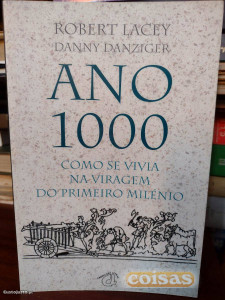 ROBERT LACEY
DANNY DANZIGER
ANO
1000
COMO SE VIVIA
NA VIRAGEM
DO PRIMEIRO MILÉNIO
coisas